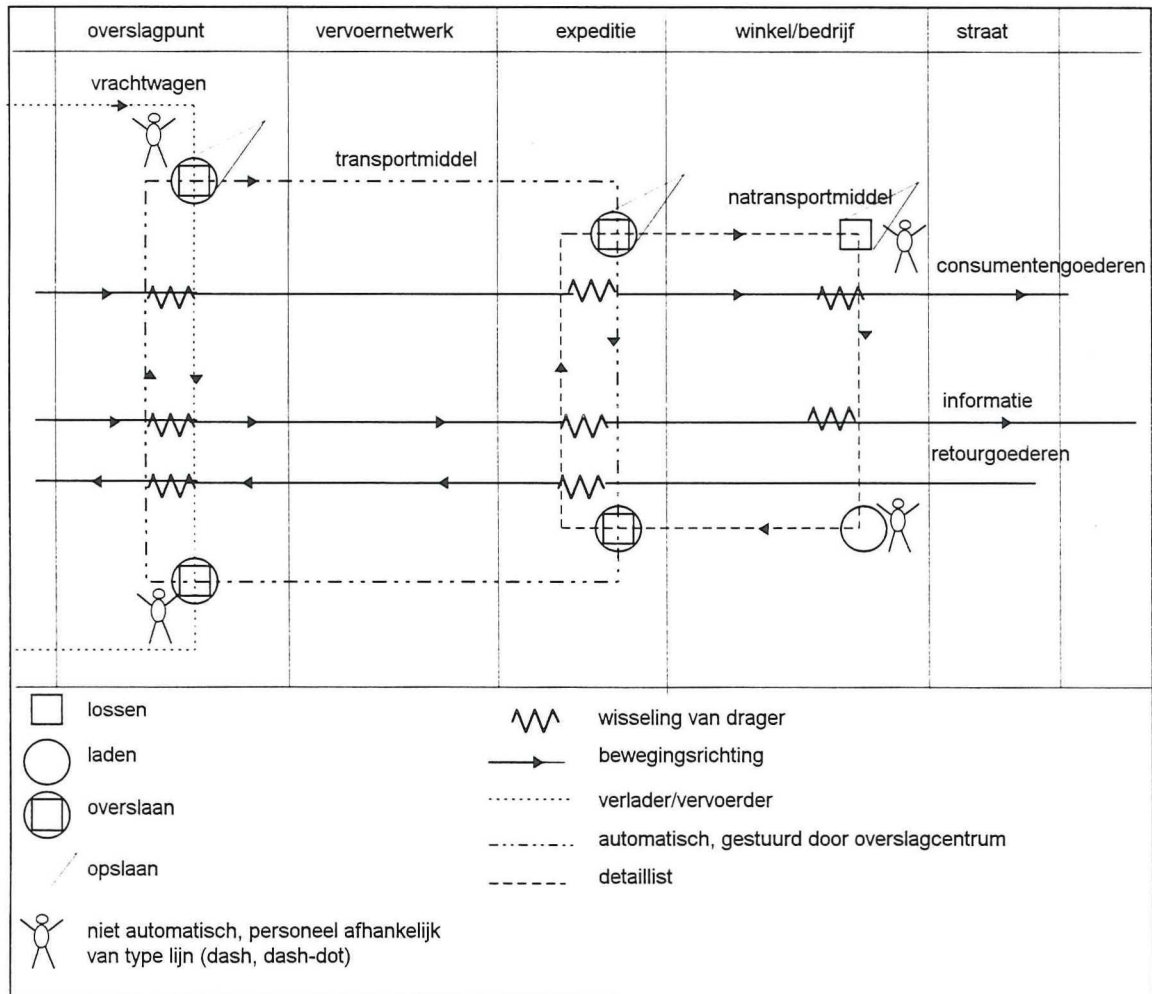 overslagpunt
vervoernetwerk
expeditie
winkel/bedrijf
straat
vrachtwagen
transportmiddel
natransportmiddel
consumentengoederen
informatie
retourgoederen
lossen
laden
overslaan
opslaan
niet automatisch, personeel afhankelijk
van type lijn (dash, dash-dot)
wisseling van drager
bewegingsrichting
verlader/vervoerder
automatisch, gestuurd door overslagcentrum
detaillist